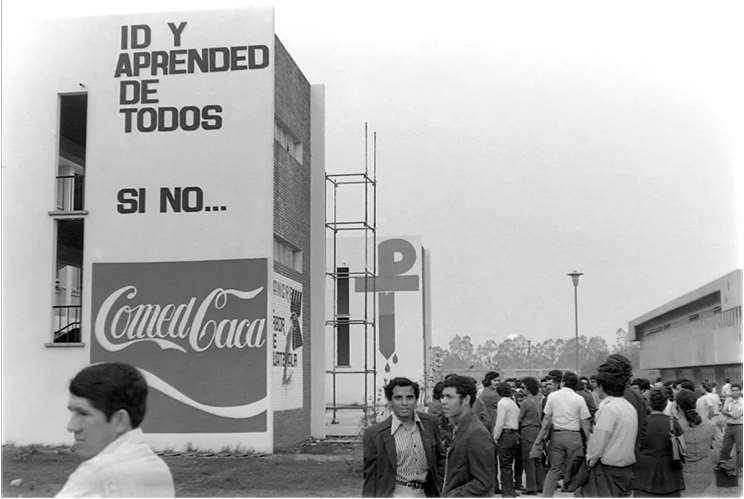 ID Y
APRENDED
DE
TODOS
SI NO...
Comed Caca